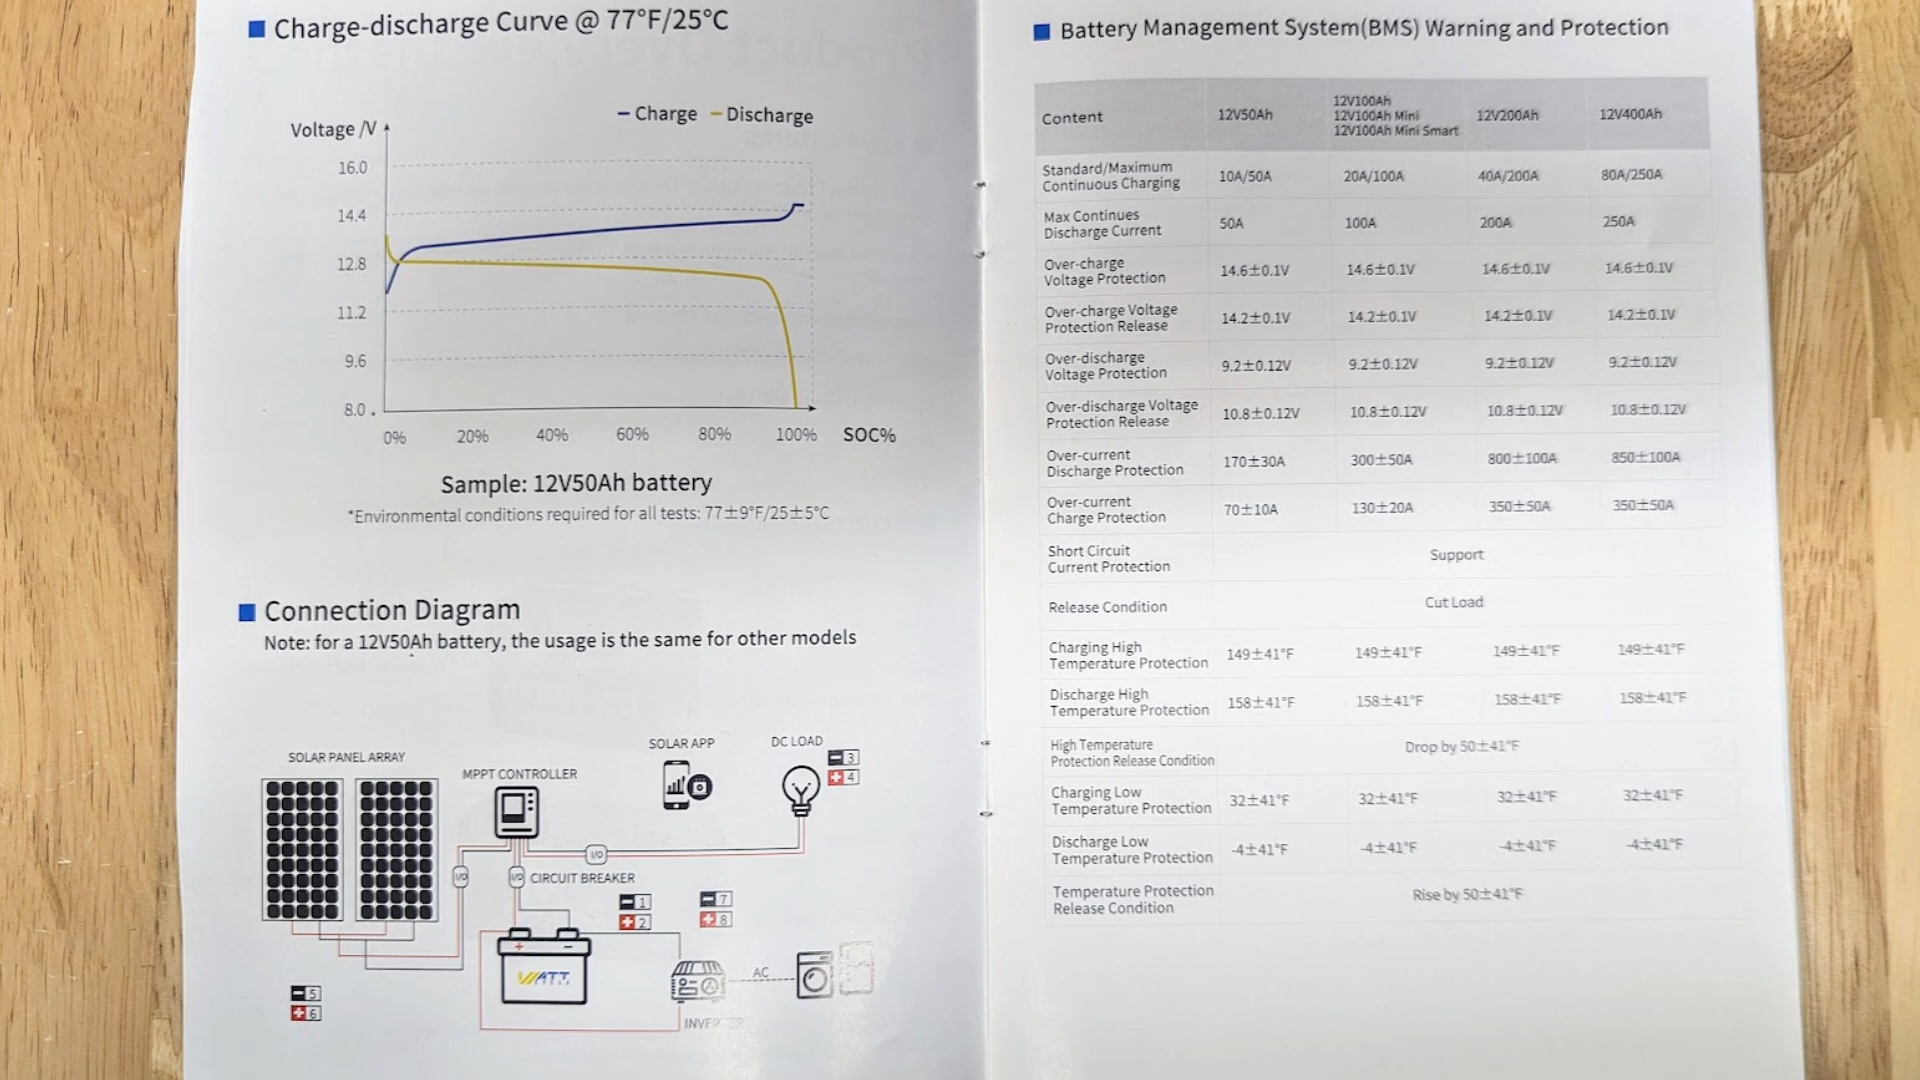 Charge-discharge Curve @ 77°F/25°C
Charge Discharge
Voltage /V
16.0
14.4
12.8
11.2
9.6
8.0
0% 20% 40% 60% 80% 100% SOC%
Sample: 12V50Ah battery
*Environmental conditions required for all tests: 77±9°F/25±5°C
Connection Diagram
Note: for a 12V50Ah battery, the usage is the same for other models
SOLAR PANEL ARRAY
MPPT CONTROLLER
SOLAR APP
DC LOAD
3
4
I/O
I/O
I/O
CIRCUIT BREAKER
1
2
7
8
+ -
WATT
AC
5
6
Battery Management System(BMS) Warning and Protection
Content 12V50Ah 12V100Ah 12V100Ah Mini 12V100Ah Mini Smart 12V200Ah 12V400Ah
Standard/Maximum Continuous Charging 10A/50A 20A/100A 40A/200A 80A/250A
Max Continues Discharge Current 50A 100A 200A 250A
Over-charge Voltage Protection 14.6±0.1V 14.6±0.1V 14.6±0.1V 14.6±0.1V
Over-charge Voltage Protection Release 14.2±0.1V 14.2±0.1V 14.2±0.1V 14.2±0.1V
Over-discharge Voltage Protection 9.2±0.12V 9.2±0.12V 9.2±0.12V 9.2±0.12V
Over-discharge Voltage Protection Release 10.8±0.12V 10.8±0.12V 10.8±0.12V 10.8±0.12V
Over-current Discharge Protection 170±30A 300±50A 800±100A 850±100A
Over-current Charge Protection 70±10A 130±20A 350±50A 350±50A
Short Circuit Current Protection Support
Release Condition Cut Load
Charging High Temperature Protection 149±41°F 149±41°F 149±41°F 149±41°F
Discharge High Temperature Protection 158±41°F 158±41°F 158±41°F 158±41°F
High Temperature Protection Release Condition Drop by 50±41°F
Charging Low Temperature Protection 32±41°F 32±41°F 32±41°F 32±41°F
Discharge Low Temperature Protection -4±41°F -4±41°F -4±41°F -4±41°F
Temperature Protection Release Condition Rise by 50±41°F